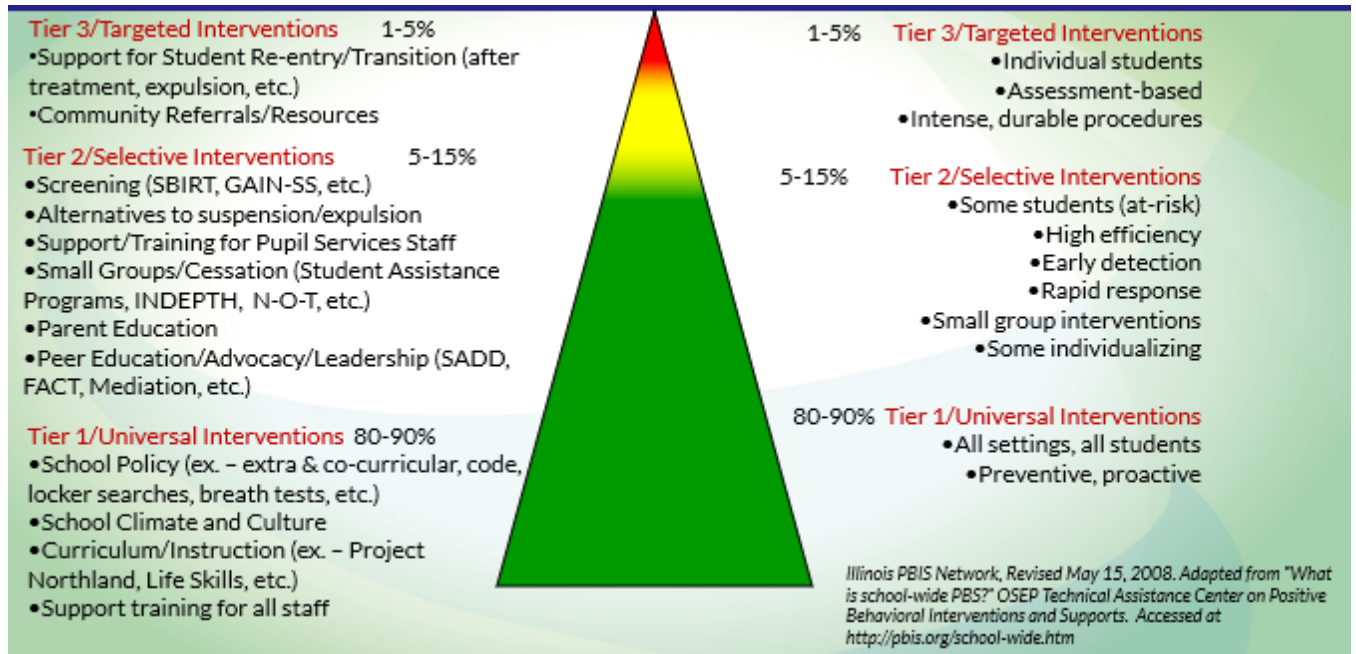 Tier 3/Targeted Interventions 1-5%
•Support for Student Re-entry/Transition (after
treatment, expulsion, etc.)
•Community Referrals/Resources
Tier 2/Selective Interventions 5-15%
•Screening (SBIRT, GAIN-SS, etc.)
•Alternatives to suspension/expulsion
•Support/Training for Pupil Services Staff
•Small Groups/Cessation (Student Assistance
Programs, INDEPTH, N-O-T, etc.)
•Parent Education
•Peer Education/Advocacy/Leadership (SADD,
FACT, Mediation, etc.)
Tier 1/Universal Interventions 80-90%
•School Policy (ex. – extra & co-curricular, code,
locker searches, breath tests, etc.)
•School Climate and Culture
•Curriculum/Instruction (ex. – Project
Northland, Life Skills, etc.)
•Support training for all staff
1-5% Tier 3/Targeted Interventions
•Individual students
•Assessment-based
•Intense, durable procedures
5-15% Tier 2/Selective Interventions
•Some students (at-risk)
•High efficiency
•Early detection
•Rapid response
•Small group interventions
•Some individualizing
80-90% Tier 1/Universal Interventions
•All settings, all students
•Preventive, proactive
Illinois PBIS Network, Revised May 15, 2008. Adapted from "What
is school-wide PBS?" OSEP Technical Assistance Center on Positive
Behavioral Interventions and Supports. Accessed at
http://pbis.org/school-wide.htm